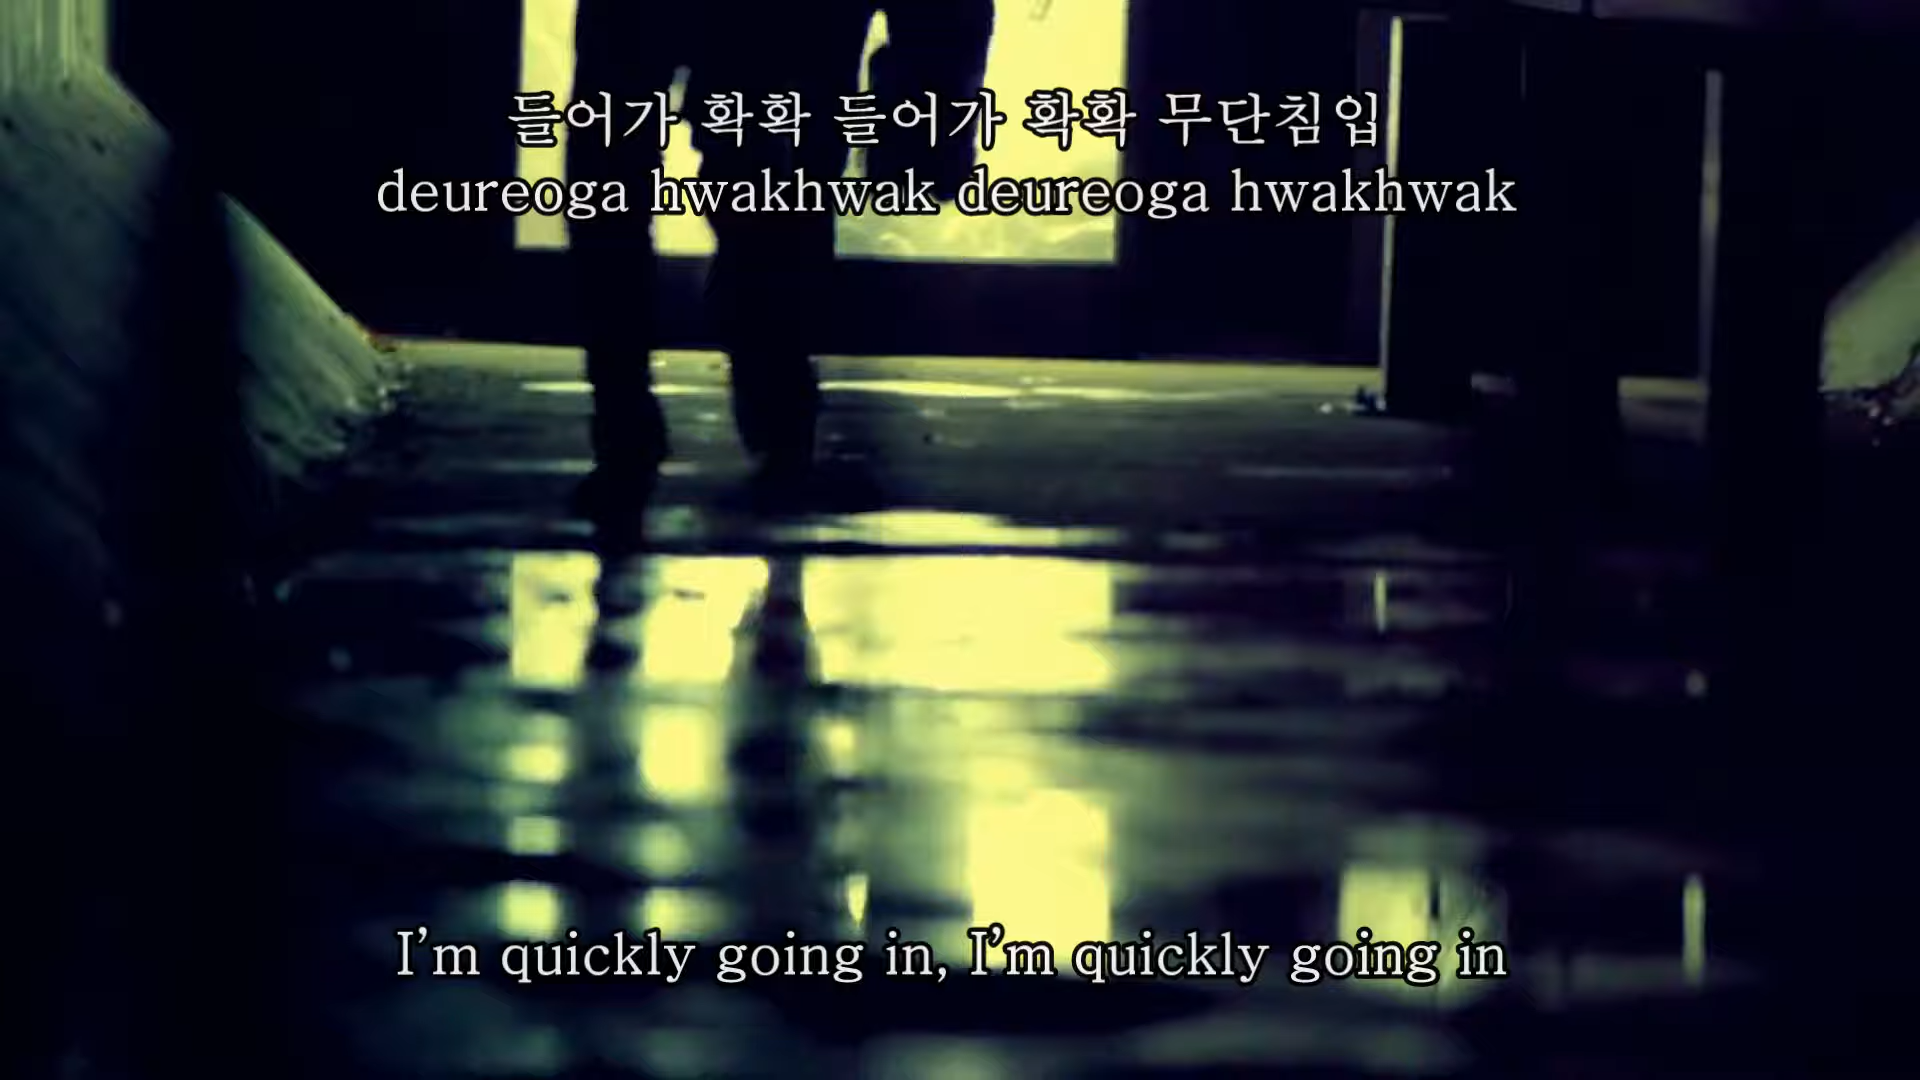 들어가 확확 들어가 확확 무단침입
deureoga hwakhwak deureoga hwakhwak
I'm quickly going in, I'm quickly going in